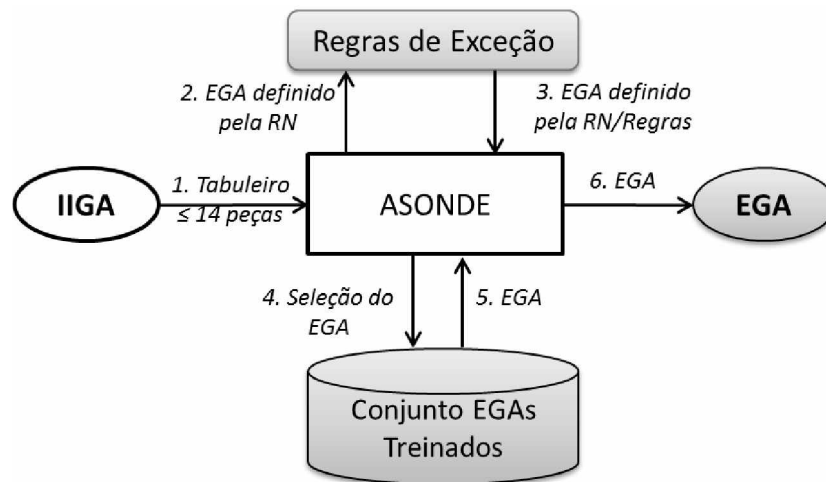 Regras de Exceção
2. EGA definido
pela RN
3. EGA definido
pela RN/Regras
IIGA
1. Tabuleiro
≤ 14 peças
ASONDE
6. EGA
EGA
4. Seleção do
EGA
5. EGA
Conjunto EGAs
Treinados